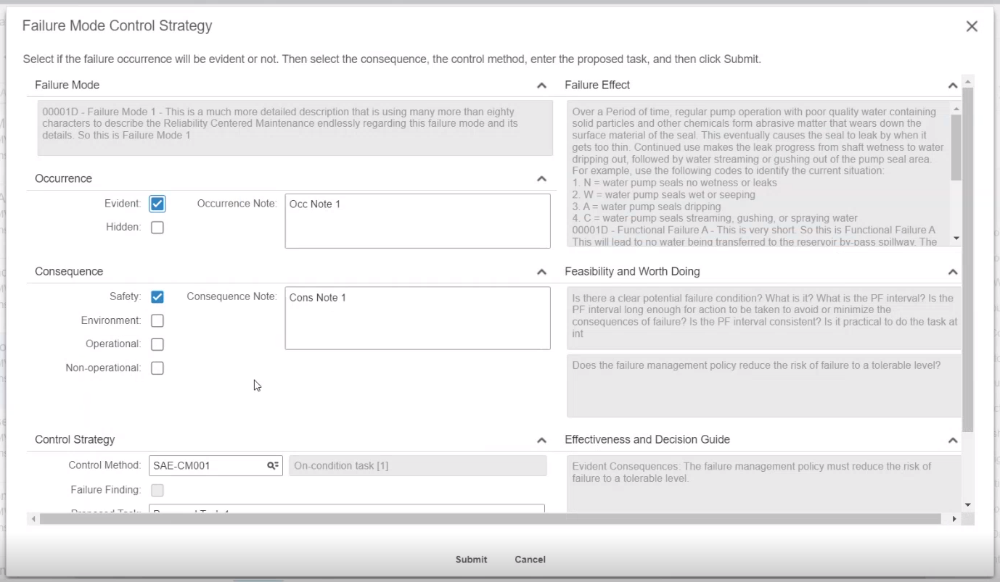 Failure Mode Control Strategy
Select if the failure occurrence will be evident or not. Then select the consequence, the control method, enter the proposed task, and then click Submit.
Failure Mode
00001D - Failure Mode 1 - This is a much more detailed description that is using many more than eighty
characters to describe the Reliability Centered Maintenance endlessly regarding this failure mode and its
details. So this is Failure Mode 1
Occurrence
Evident:
Occurrence Note:
Occ Note 1
Hidden:
Consequence
Safety:
Consequence Note:
Cons Note 1
Environment:
Operational:
Non-operational:
Control Strategy
Control Method:
SAE-CM001
On-condition task [1]
Failure Finding:
Proposed Task:
Proposed Task 1
Failure Effect
Over a Period of time, regular pump operation with poor quality water containing
solid particles and other chemicals form abrasive matter that wears down the
surface material of the seal. This eventually causes the seal to leak by when it
gets too thin. Continued use makes the leak progress from shaft wetness to water
dripping out, followed by water streaming or gushing out of the pump seal area.
For example, use the following codes to identify the current situation:
1. N = water pump seals no wetness or leaks
2. W = water pump seals wet or seeping
3. A = water pump seals dripping
4. C = water pump seals streaming, gushing, or spraying water
00001D - Functional Failure A - This is very short. So this is Functional Failure A
This will lead to no water being transferred to the reservoir by-pass spillway. The
Feasibility and Worth Doing
Is there a clear potential failure condition? What is it? What is the PF interval? Is the
PF interval long enough for action to be taken to avoid or minimize the
consequences of failure? Is the PF interval consistent? Is it practical to do the task at
int
Does the failure management policy reduce the risk of failure to a tolerable level?
Effectiveness and Decision Guide
Evident Consequences: The failure management policy must reduce the risk of
failure to a tolerable level.
Submit
Cancel